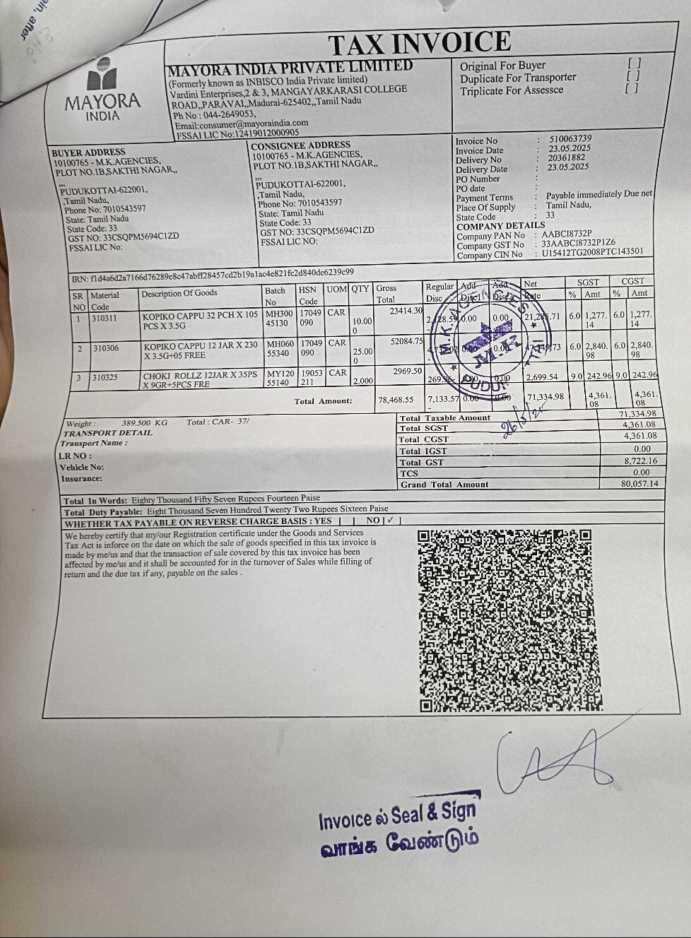 ain, after
TAX INVOICE
MAYORA
INDIA
MAYORA INDIA PRIVATE LIMITED
(Formerly known as INBISCO India Private limited)
Vardini Enterprises,2 & 3, MANGAYARKARASI COLLEGE
ROAD,,PARAVAI,,Madurai-625402,,Tamil Nadu
Ph No : 044-2649053,
Email:consumer@mayoraindia.com
FSSAI LIC No:12419012000905
Original For Buyer [ ]
Duplicate For Transporter [ ]
Triplicate For Assessce [ ]
BUYER ADDRESS
10100765 - M.K.AGENCIES,
PLOT NO.1B,SAKTHI NAGAR,,
,,,
PUDUKOTTAI-622001,
,Tamil Nadu,
Phone No: 7010543597
State: Tamil Nadu
State Code: 33
GST NO: 33CSQPM5694C1ZD
FSSAI LIC No:
CONSIGNEE ADDRESS
10100765 - M.K.AGENCIES,
PLOT NO.1B,SAKTHI NAGAR,,
,,,
PUDUKOTTAI-622001,
,Tamil Nadu,
Phone No: 7010543597
State: Tamil Nadu
State Code: 33
GST NO: 33CSQPM5694C1ZD
FSSAI LIC NO:
Invoice No : 510063739
Invoice Date : 23.05.2025
Delivery No : 20361882
Delivery Date : 23.05.2025
PO Number :
PO date :
Payment Terms : Payable immediately Due net
Place Of Supply : Tamil Nadu,
State Code : 33
COMPANY DETAILS
Company PAN No : AABCI8732P
Company GST No : 33AABCI8732P1Z6
Company CIN No : U15412TG2008PTC143501
IRN:
SR NO Material Code Description Of Goods Batch No HSN Code UOM QTY Gross Total Regular Disc Add Add Net SGST % Amt CGST % Amt
1 310311 KOPIKO CAPPU 32 PCH X 105 PCS X 3.5G MH300 45130 17049 090 CAR 10.00 0 23414.30 0.00 0.00 6.0 1,277. 14 6.0 1,277. 14
2 310306 KOPIKO CAPPU 12 JAR X 230 X 3.5G+05 FREE MH060 55340 17049 090 CAR 25.00 0 52084.75 6.0 2,840. 98 6.0 2,840. 98
3 310325 CHOKI ROLLZ 12JAR X 35PS X 9GR+5PCS FRE MY120 55140 19053 211 CAR 2.000 2969.50 2,699.54 9.0 242.96 9.0 242.96
Total Amount: 78,468.55 7,133.57 0.00 0.00 71,334.98 4,361. 08 4,361. 08
M.K. AGENCIES
26/5/25
Weight : 389.500 KG Total : CAR- 37/
TRANSPORT DETAIL
Transport Name :
LR NO :
Vehicle No:
Insurance:
Total Taxable Amount 71,334.98
Total SGST 4,361.08
Total CGST 4,361.08
Total IGST 0.00
Total GST 8,722.16
TCS 0.00
Grand Total Amount 80,057.14
Total In Words: Eighty Thousand Fifty Seven Rupees Fourteen Paise
Total Duty Payable: Eight Thousand Seven Hundred Twenty Two Rupees Sixteen Paise
WHETHER TAX PAYABLE ON REVERSE CHARGE BASIS : YES [ ] NO [✓]
We hereby certify that my/our Registration certificate under the Goods and Services
Tax Act is inforce on the date on which the sale of goods specified in this tax invoice is
made by me/us and that the transaction of sale covered by this tax invoice has been
affected by me/us and it shall be accounted for in the turnover of Sales while filling of
return and the due tax if any, payable on the sales .
Invoice ல் Seal & Sign
வாங்க வேண்டும்